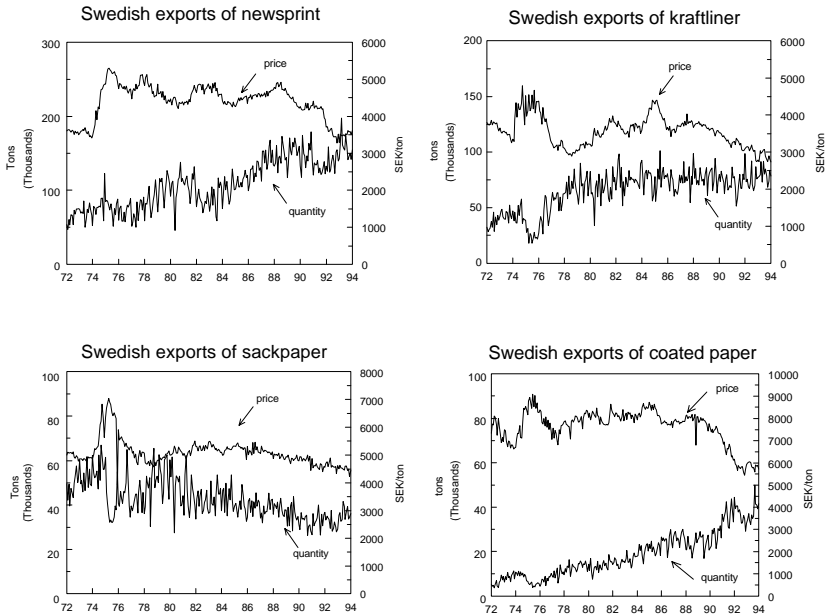 Swedish exports of newsprint
300
200
100
0
Tons
(Thousands)
6000
5000
4000
3000
2000
1000
0
SEK/ton
price
quantity
72 74 76 78 80 82 84 86 88 90 92 94
Swedish exports of kraftliner
200
150
100
50
0
tons
(Thousands)
6000
5000
4000
3000
2000
1000
0
SEK/ton
price
quantity
72 74 76 78 80 82 84 86 88 90 92 94
Swedish exports of sackpaper
100
80
60
40
20
0
Tons
(Thousands)
8000
7000
6000
5000
4000
3000
2000
1000
0
SEK/ton
price
quantity
72 74 76 78 80 82 84 86 88 90 92 94
Swedish exports of coated paper
100
80
60
40
20
0
tons
(Thousands)
10000
9000
8000
7000
6000
5000
4000
3000
2000
1000
0
SEK/ton
price
quantity
72 74 76 78 80 82 84 86 88 90 92 94